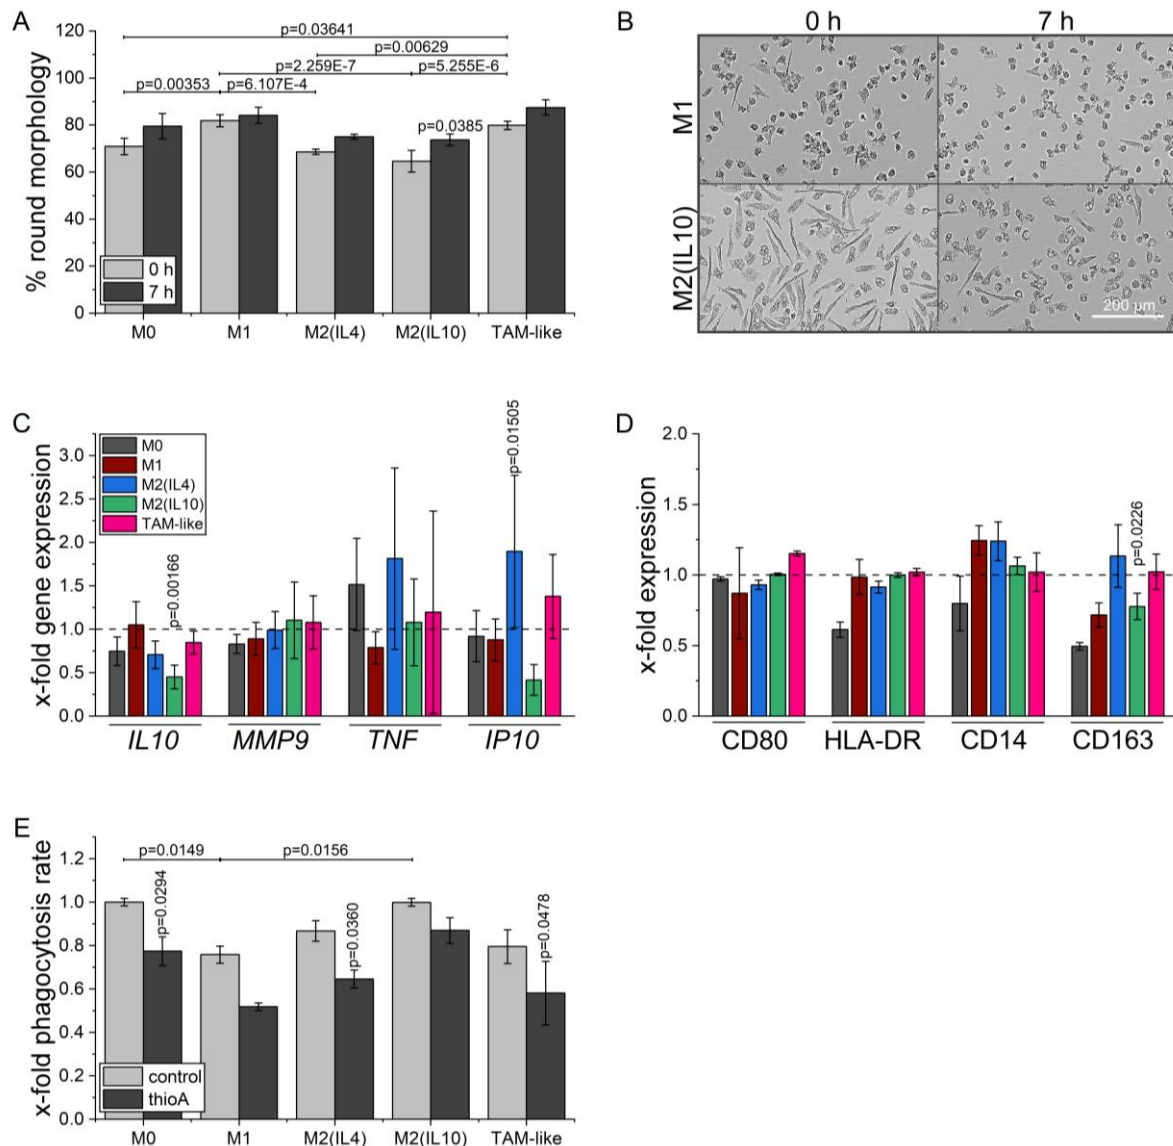 A
% round morphology
120
100
80
60
40
20
0
p=0.03641
p=0.00629
p=2.259E-7
p=5.255E-6
p=0.00353
p=6.107E-4
p=0.0385
0 h
7 h
M0
M1
M2(IL4)
M2(IL10)
TAM-like
B
0 h
7 h
M1
M2(IL10)
200 µm
C
x-fold gene expression
3.0
2.5
2.0
1.5
1.0
0.5
0.0
M0
M1
M2(IL4)
M2(IL10)
TAM-like
p=0.00166
p=0.01505
IL10
MMP9
TNF
IP10
D
x-fold expression
2.0
1.5
1.0
0.5
0.0
p=0.0226
CD80
HLA-DR
CD14
CD163
E
x-fold phagocytosis rate
1.2
1.0
0.8
0.6
0.4
0.2
0.0
p=0.0149
p=0.0156
p=0.0294
p=0.0360
p=0.0478
control
thioA
M0
M1
M2(IL4)
M2(IL10)
TAM-like